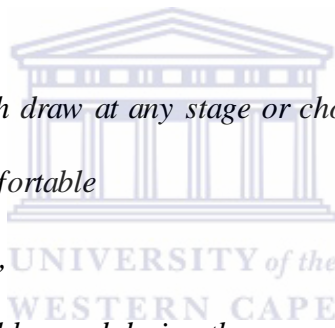 h draw at any stage or cho
fortable
,
UNIVERSITY of the
WESTERN CAPE